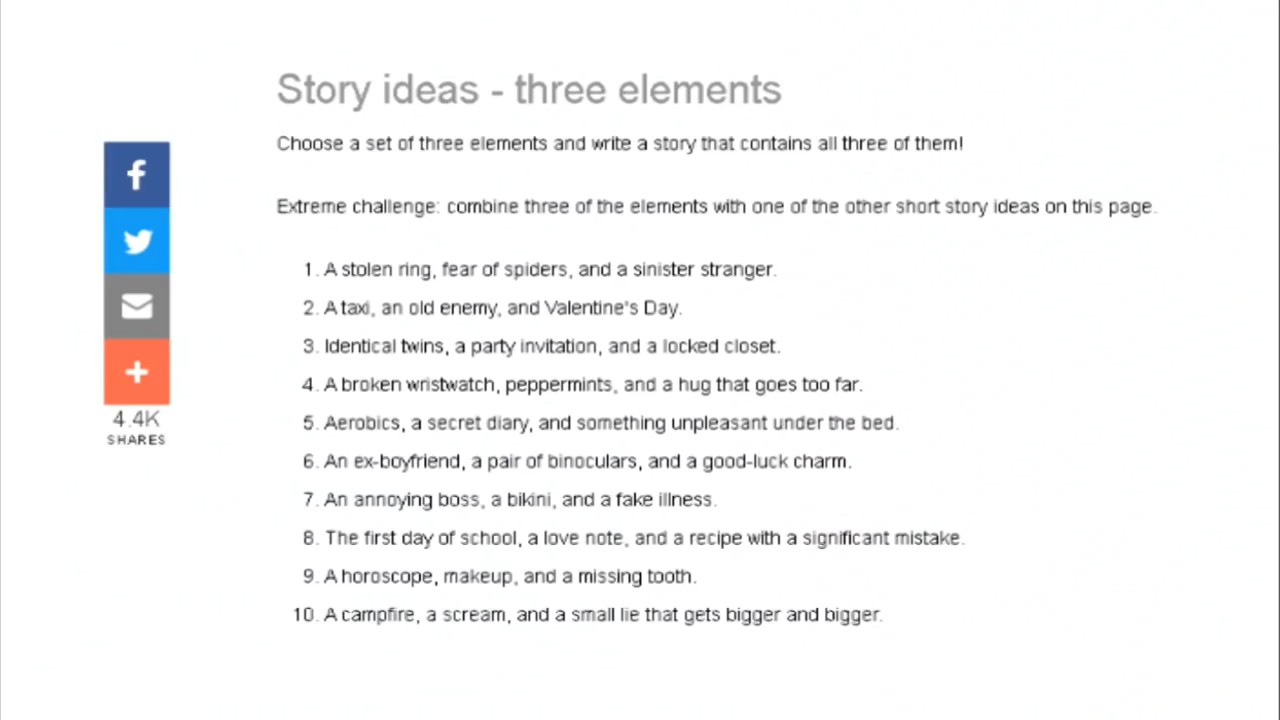 Story ideas - three elements
Choose a set of three elements and write a story that contains all three of them!
Extreme challenge: combine three of the elements with one of the other short story ideas on this page.
1. A stolen ring, fear of spiders, and a sinister stranger.
2. A taxi, an old enemy, and Valentine's Day.
3. Identical twins, a party invitation, and a locked closet.
4. A broken wristwatch, peppermints, and a hug that goes too far.
5. Aerobics, a secret diary, and something unpleasant under the bed.
6. An ex-boyfriend, a pair of binoculars, and a good-luck charm.
7. An annoying boss, a bikini, and a fake illness.
8. The first day of school, a love note, and a recipe with a significant mistake.
9. A horoscope, makeup, and a missing tooth.
10. A campfire, a scream, and a small lie that gets bigger and bigger.
4.4K
SHARES